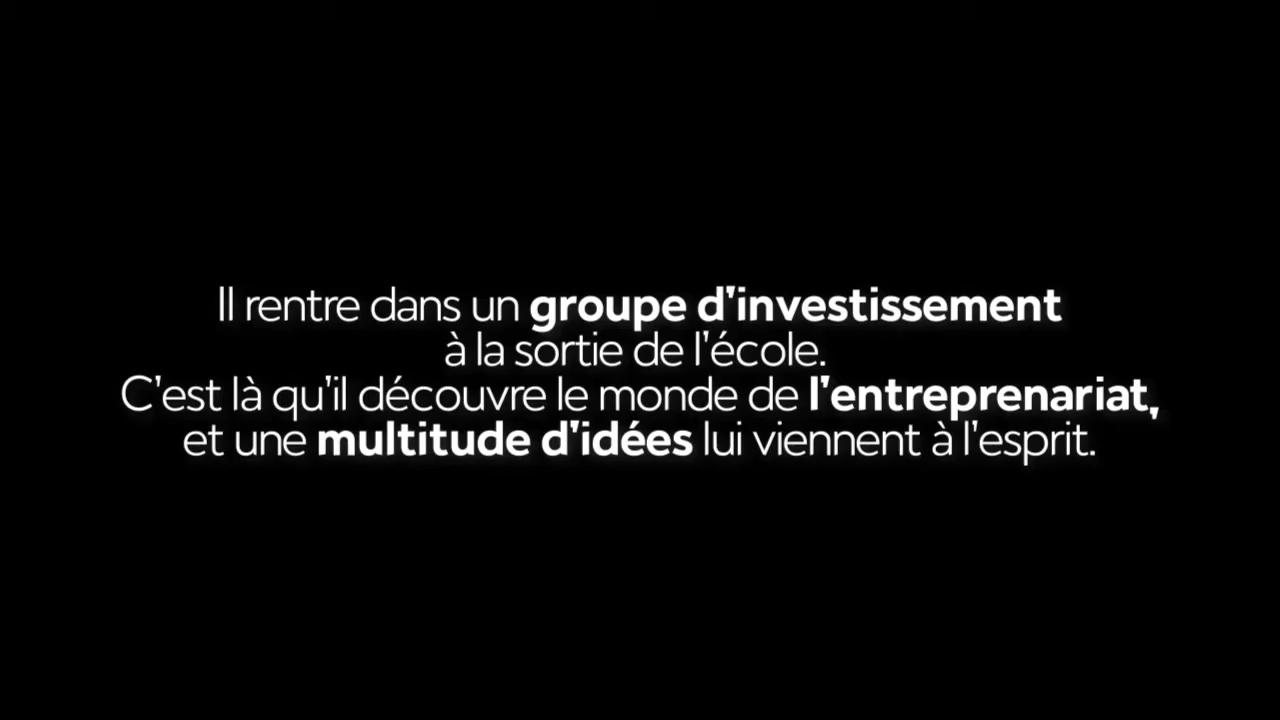 Il rentre dans un groupe d'investissement
à la sortie de l'école.
C'est là qu'il découvre le monde de l'entreprenariat,
et une multitude d'idées lui viennent à l'esprit.